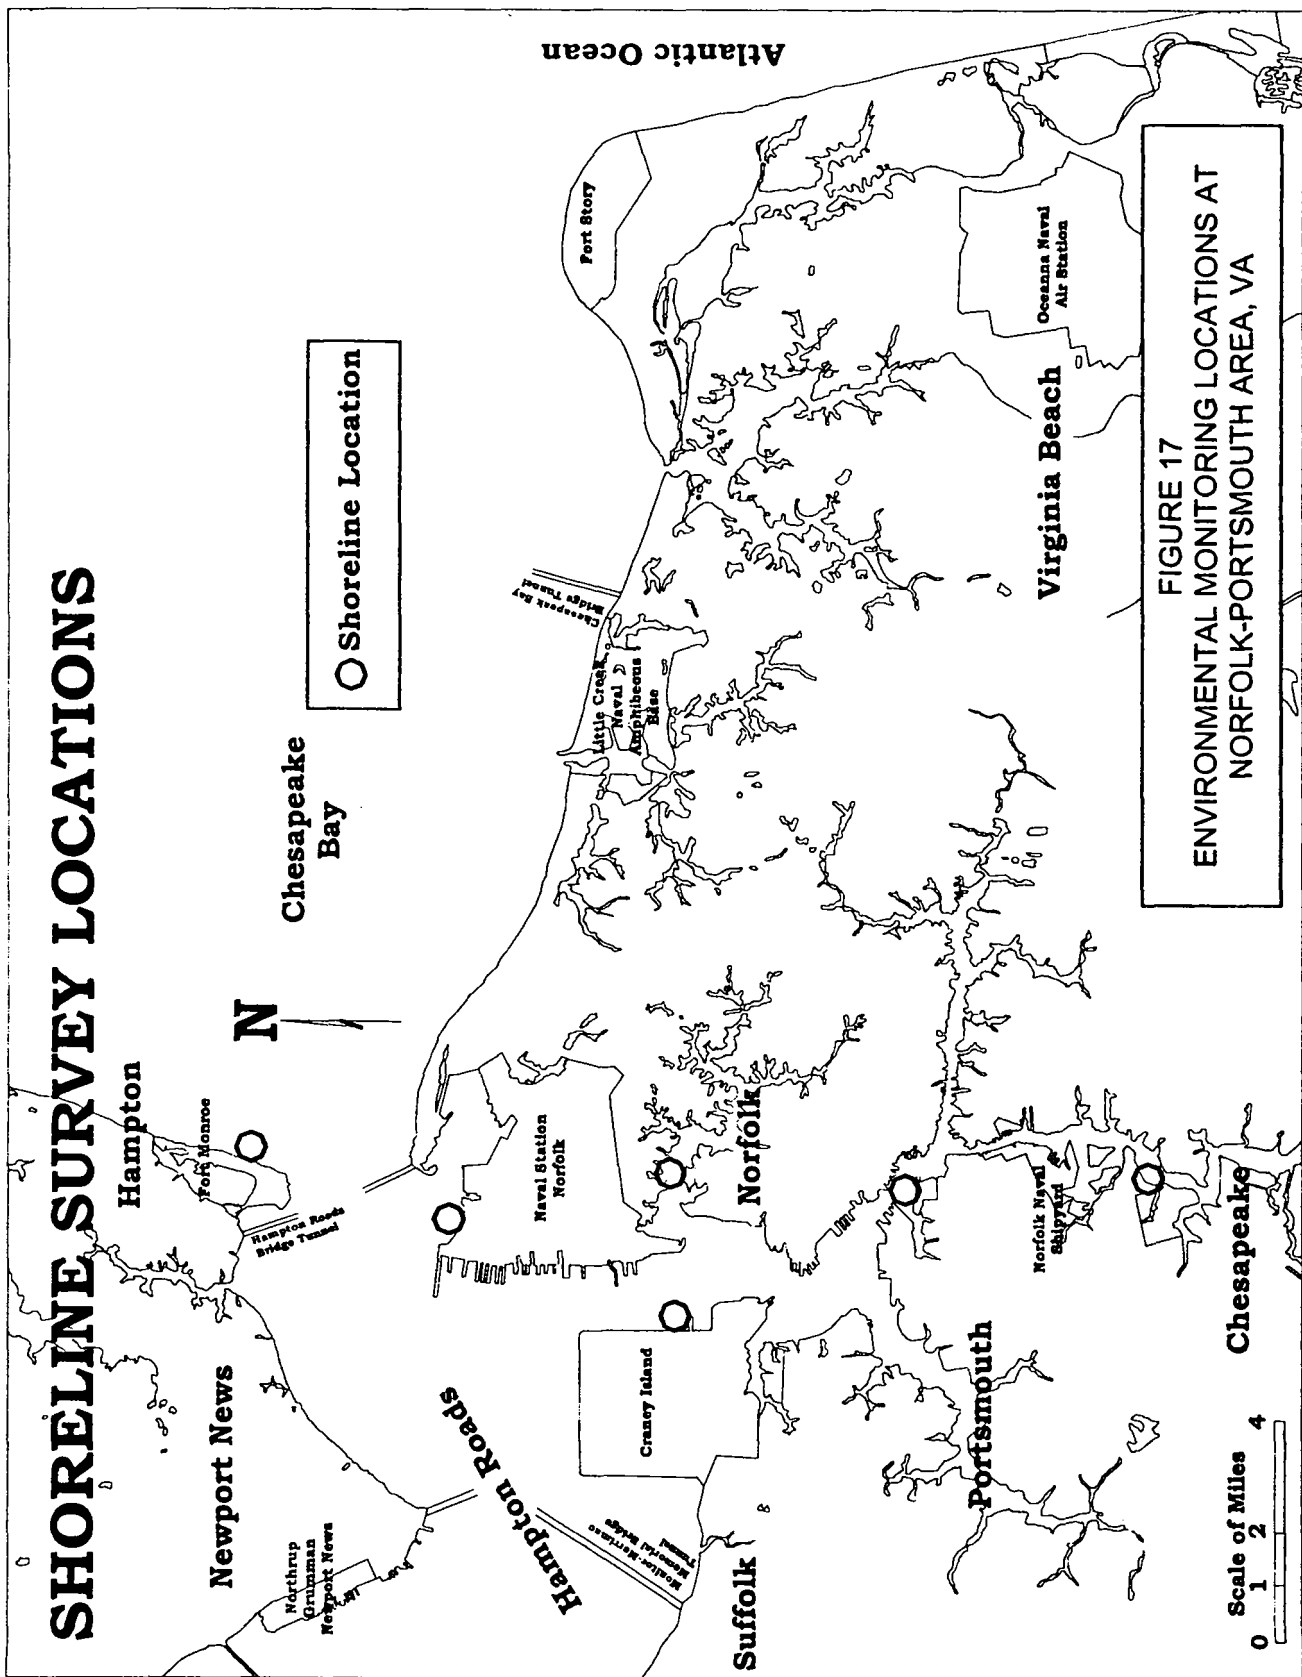 SHORELINE SURVEY LOCATIONS
Hampton
N
Chesapeake
Bay
Shoreline Location
Atlantic Ocean
Newport News
Fort Monroe
Hampton Roads
Bridge Tunnel
Northrup
Grumman
Newport News
Hampton Roads
Monitor-Merrimac
Memorial Bridge
Tunnel
Naval Station
Norfolk
Craney Island
Little Creek
Naval
Amphibeous
Base
Chesapeak Bay
Bridge Tunnel
Fort Story
Suffolk
Norfolk
Portsmouth
Norfolk Naval
Shipyard
Virginia Beach
Oceanna Naval
Air Station
Chesapeake
Scale of Miles
0 1 2 4
FIGURE 17
ENVIRONMENTAL MONITORING LOCATIONS AT
NORFOLK-PORTSMOUTH AREA, VA